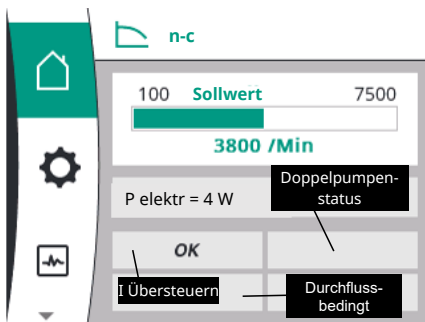 n-c
100 Sollwert 7500
3800 /Min
Doppelpumpen-
status
P elektr = 4 W
OK
I Übersteuern
Durchfluss-
bedingt